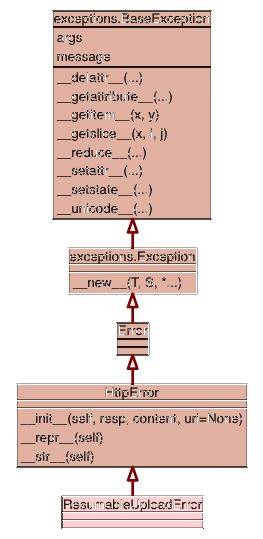 exceptions.BaseException
args
messages
__delattr__(...)
__getattribute__(...)
__getitem__(x, y)
__getslice__(x, i, j)
__reduce__(...)
__setattr__(...)
__setstate__(...)
__unicode__(...)
exceptions.Exception
__new__(T, S, *...)
Error
HttpError
__init__(self, resp, content, uri=None)
__repr__(self)
__str__(self)
ResumableUploadError